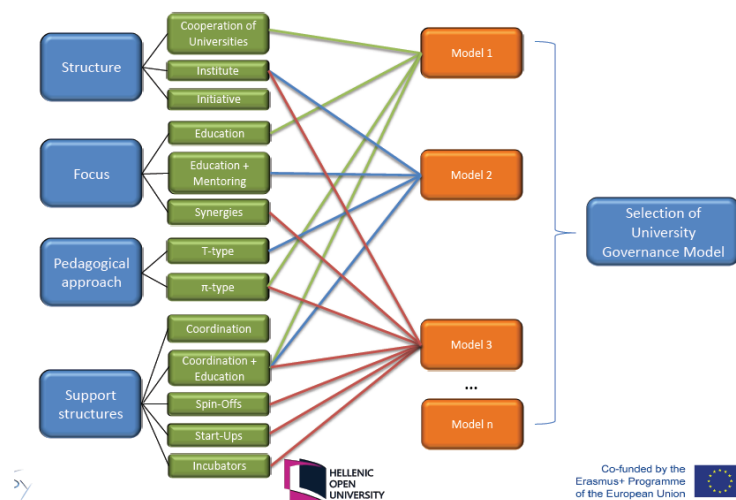 Structure
Cooperation of
Universities
Institute
Initiative
Focus
Education
Education +
Mentoring
Synergies
Pedagogical
approach
T-type
π-type
Support
structures
Coordination
Coordination +
Education
Spin-Offs
Start-Ups
Incubators
Model 1
Model 2
Model 3
...
Model n
Selection of
University
Governance Model
HELLENIC
OPEN
UNIVERSITY
Co-funded by the
Erasmus+ Programme
of the European Union